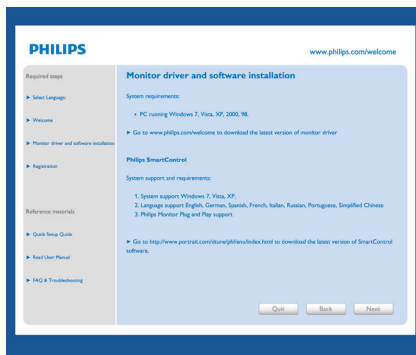 PHILIPS
www.philips.com/welcome
Required steps
► Select Language:
► Welcome
► Monitor driver and software installation
► Registration
Reference materials
► Quick Setup Guide
► Read User Manual
► FAQ & Troubleshooting
Monitor driver and software installation
System requirements:
• PC running Windows 7, Vista, XP, 2000, 98.
► Go to www.philips.com/welcome to download the latest version of monitor driver
Philips SmartControl
System support and requirements:
1. System support Windows 7, Vista, XP.
2. Language support English, German, Spanish, French, Italian, Russian, Portuguese, Simplified Chinese
3. Philips Monitor Plug and Play support
► Go to http://www.portrait.com/dtune/phl/enu/index.html to download the latest version of SmartControl
software.
Quit
Back
Next